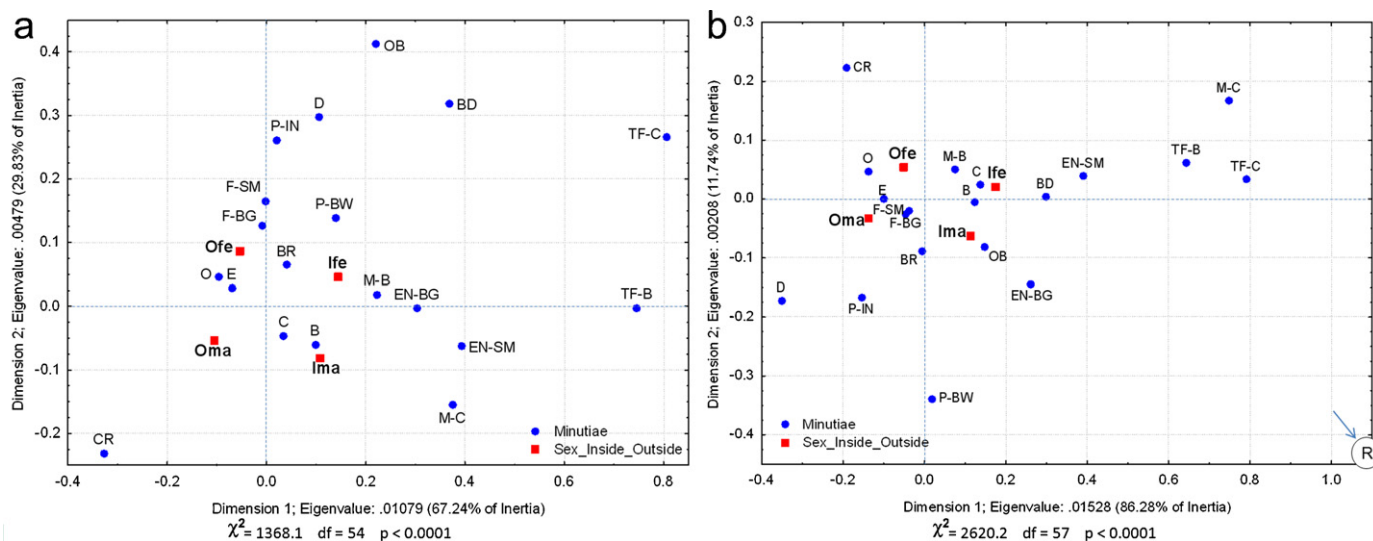 a
Dimension 2; Eigenvalue: .00479 (29.83% of Inertia)
0.4
0.3
0.2
0.1
0.0
-0.1
-0.2
OB
D
BD
P-IN
TF-C
F-SM
P-BW
F-BG
Ofe
BR
Ife
O
E
M-B
EN-BG
TF-B
C
B
Oma
Ima
EN-SM
M-C
CR
Minutiae
Sex_Inside_Outside
-0.4 -0.2 0.0 0.2 0.4 0.6 0.8
Dimension 1; Eigenvalue: .01079 (67.24% of Inertia)
χ²= 1368.1 df = 54 p < 0.0001
b
Dimension 2; Eigenvalue: .00208 (11.74% of Inertia)
0.3
0.2
0.1
0.0
-0.1
-0.2
-0.3
-0.4
CR
M-C
Ofe
O
M-B
C
Ife
EN-SM
TF-B
TF-C
E
B
BD
F-SM
F-BG
Oma
Ima
BR
OB
EN-BG
D
P-IN
P-BW
R
Minutiae
Sex_Inside_Outside
-0.4 -0.2 0.0 0.2 0.4 0.6 0.8 1.0
Dimension 1; Eigenvalue: .01528 (86.28% of Inertia)
χ²= 2620.2 df = 57 p < 0.0001